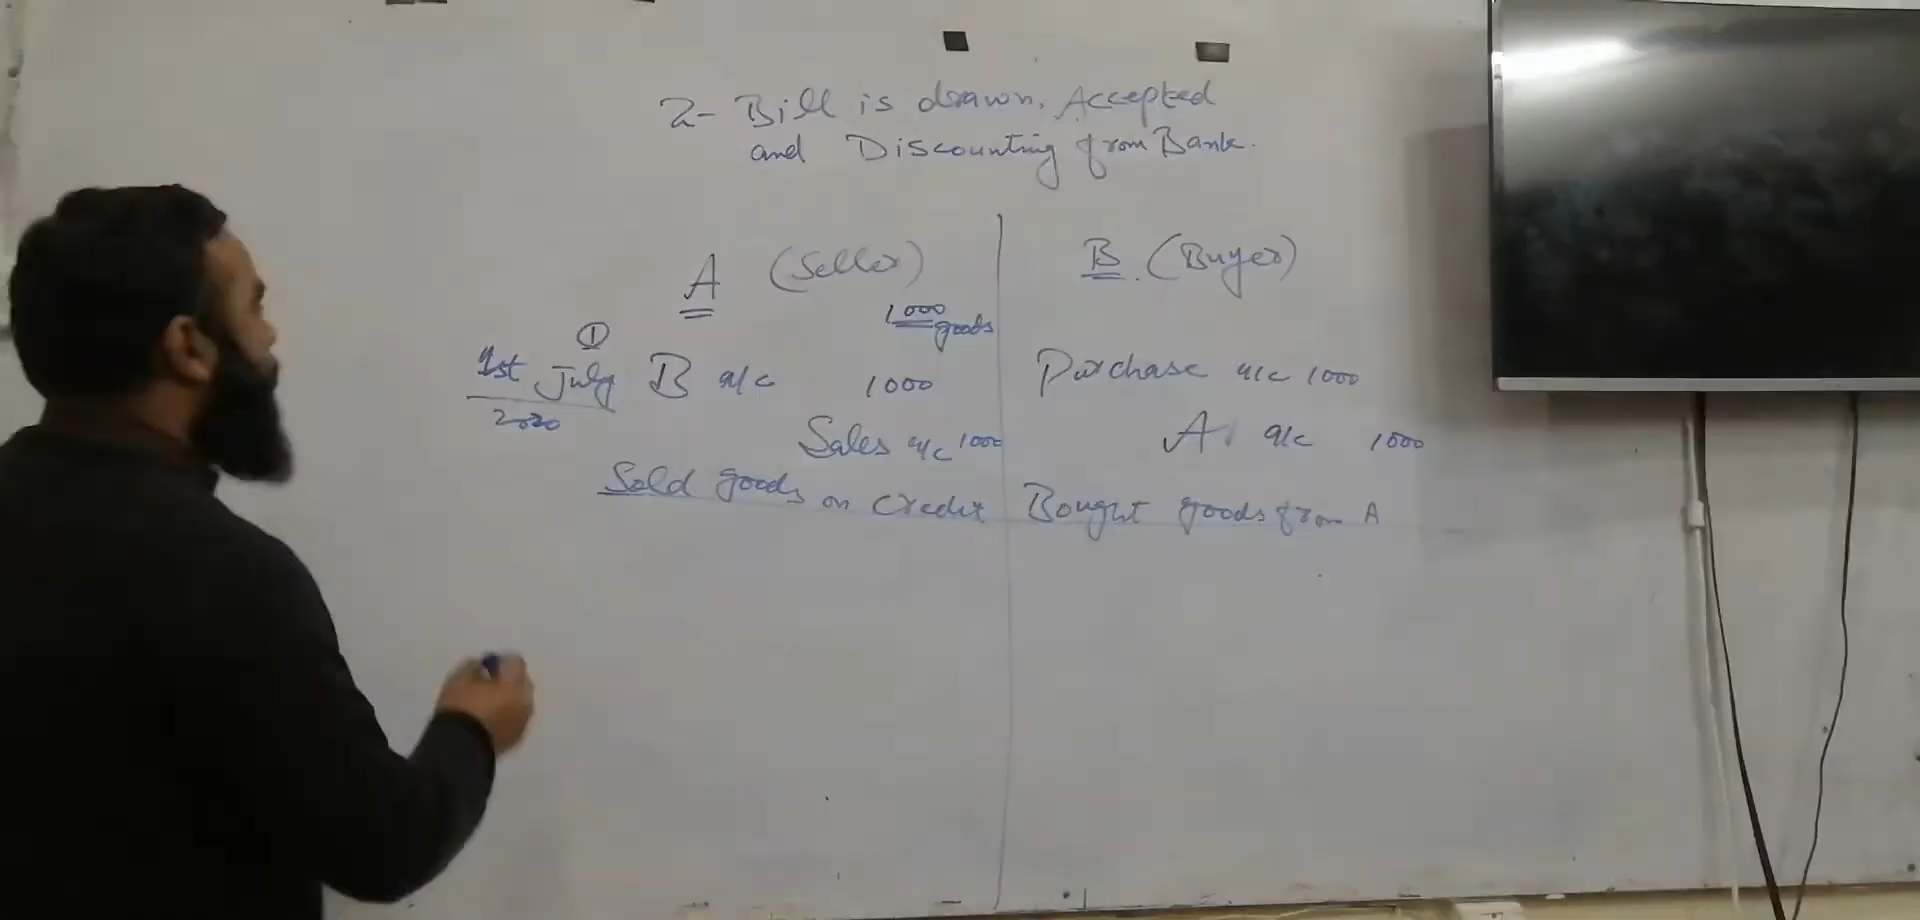 2- Bill is drawn, Accepted
and Discounting from Bank.
A (Seller)
1000 goods
①
1st July 2020
B a/c 1000
Sales a/c 1000
Sold goods on credit
B. (Buyer)
Purchase a/c 1000
A. a/c 1000
Bought goods from A